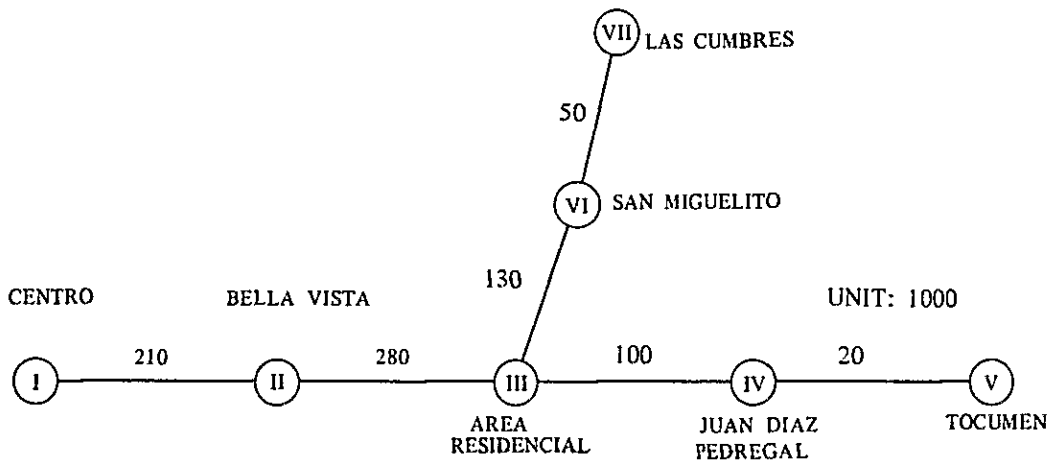 VII
LAS CUMBRES
50
VI
SAN MIGUELITO
130
CENTRO
BELLA VISTA
UNIT: 1000
210
280
100
20
I
II
III
IV
V
AREA
RESIDENCIAL
JUAN DIAZ
PEDREGAL
TOCUMEN